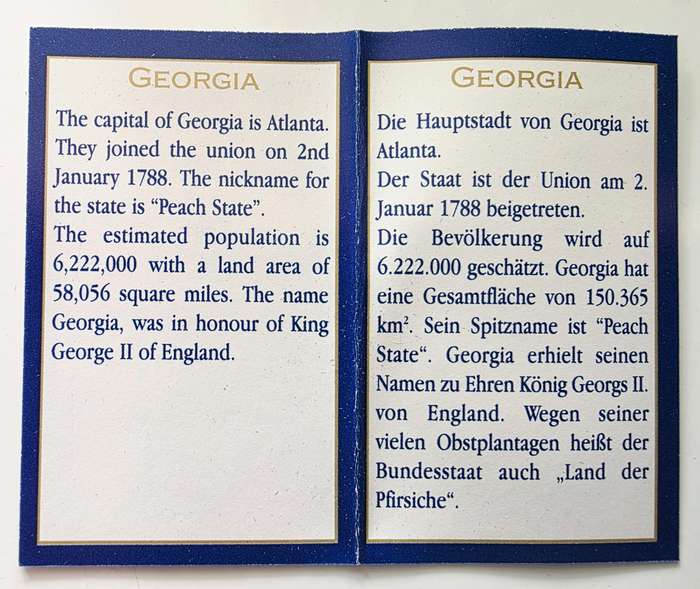 GEORGIA
The capital of Georgia is Atlanta.
They joined the union on 2nd
January 1788. The nickname for
the state is “Peach State”.
The estimated population is
6,222,000 with a land area of
58,056 square miles. The name
Georgia, was in honour of King
George II of England.
GEORGIA
Die Hauptstadt von Georgia ist
Atlanta.
Der Staat ist der Union am 2.
Januar 1788 beigetreten.
Die Bevölkerung wird auf
6.222.000 geschätzt. Georgia hat
eine Gesamtfläche von 150.365
km². Sein Spitzname ist “Peach
State“. Georgia erhielt seinen
Namen zu Ehren König Georgs II.
von England. Wegen seiner
vielen Obstplantagen heißt der
Bundesstaat auch „Land der
Pfirsiche“.